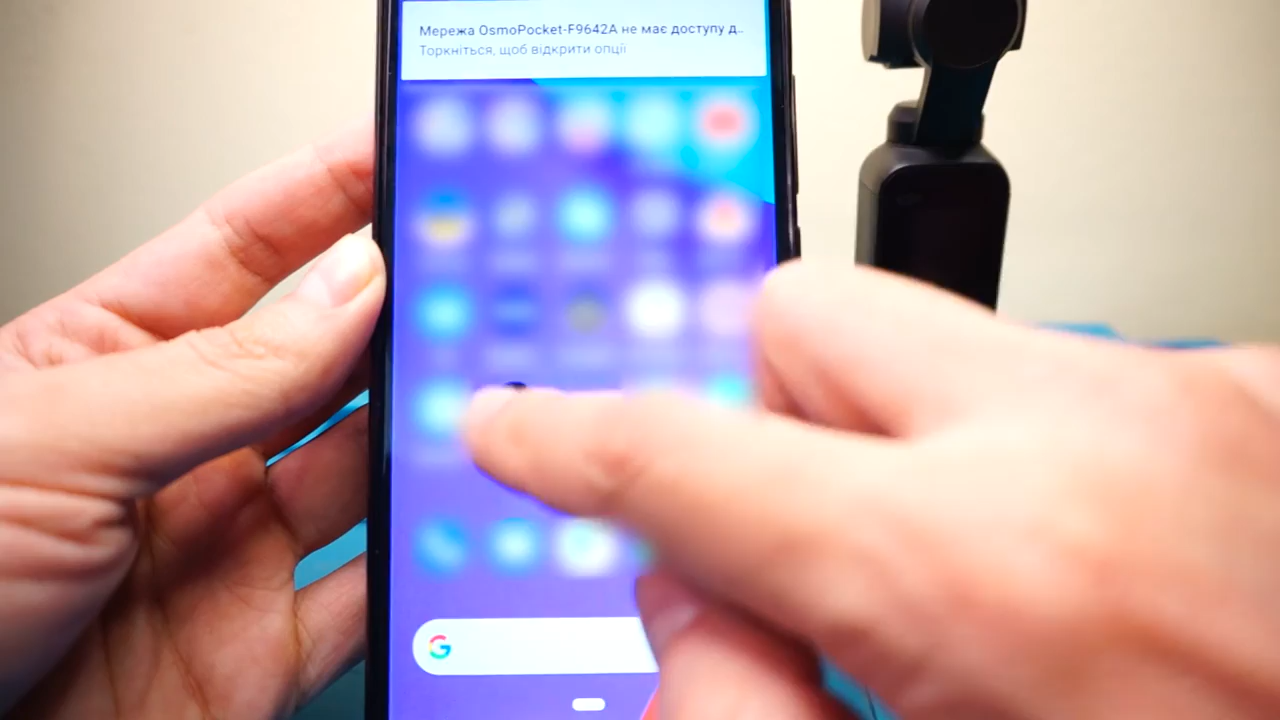 Мережа OsmoPocket-F9642A не має доступу д..
Торкніться, щоб відкрити опції
G